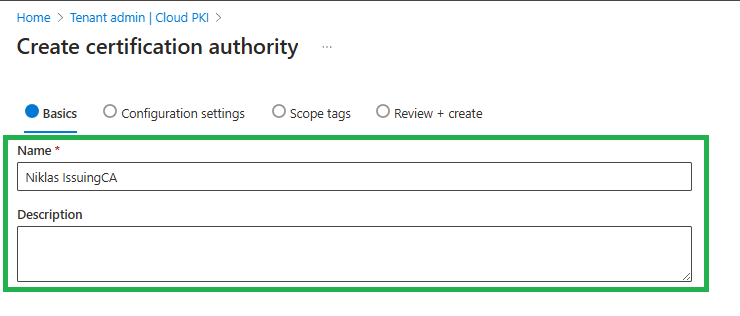 Home > Tenant admin | Cloud PKI >
Create certification authority ...
Basics Configuration settings Scope tags Review + create
Name *
Niklas IssuingCA
Description